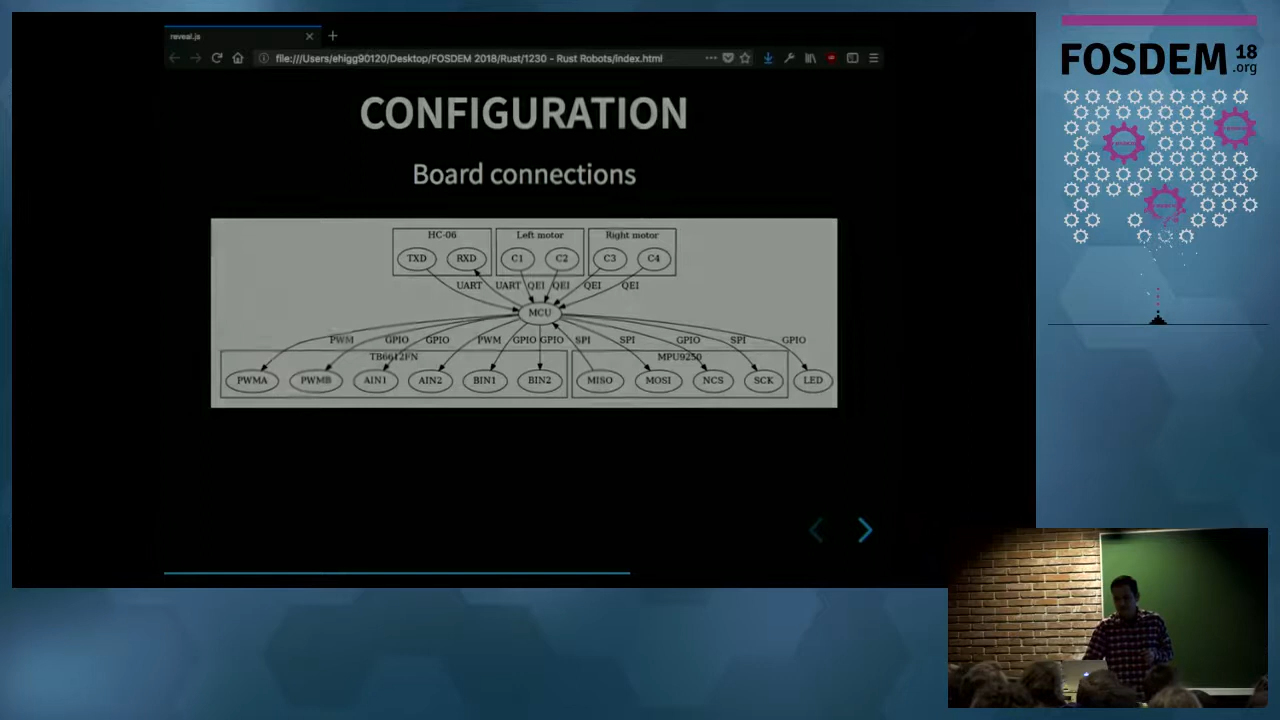 reveal.js
file:///Users/ehigg90120/Desktop/FOSDEM 2018/Rust/1230 - Rust Robots/index.html
CONFIGURATION
Board connections
HC-06 Left motor Right motor
TXD RXD C1 C2 C3 C4
UART UART QEI QEI QEI QEI
MCU
PWM GPIO GPIO PWM GPIO GPIO SPI SPI GPIO SPI GPIO
TB6612FN MPU9250
PWMA PWMB AIN1 AIN2 BIN1 BIN2 MISO MOSI NCS SCK LED
FOSDEM 18
.org